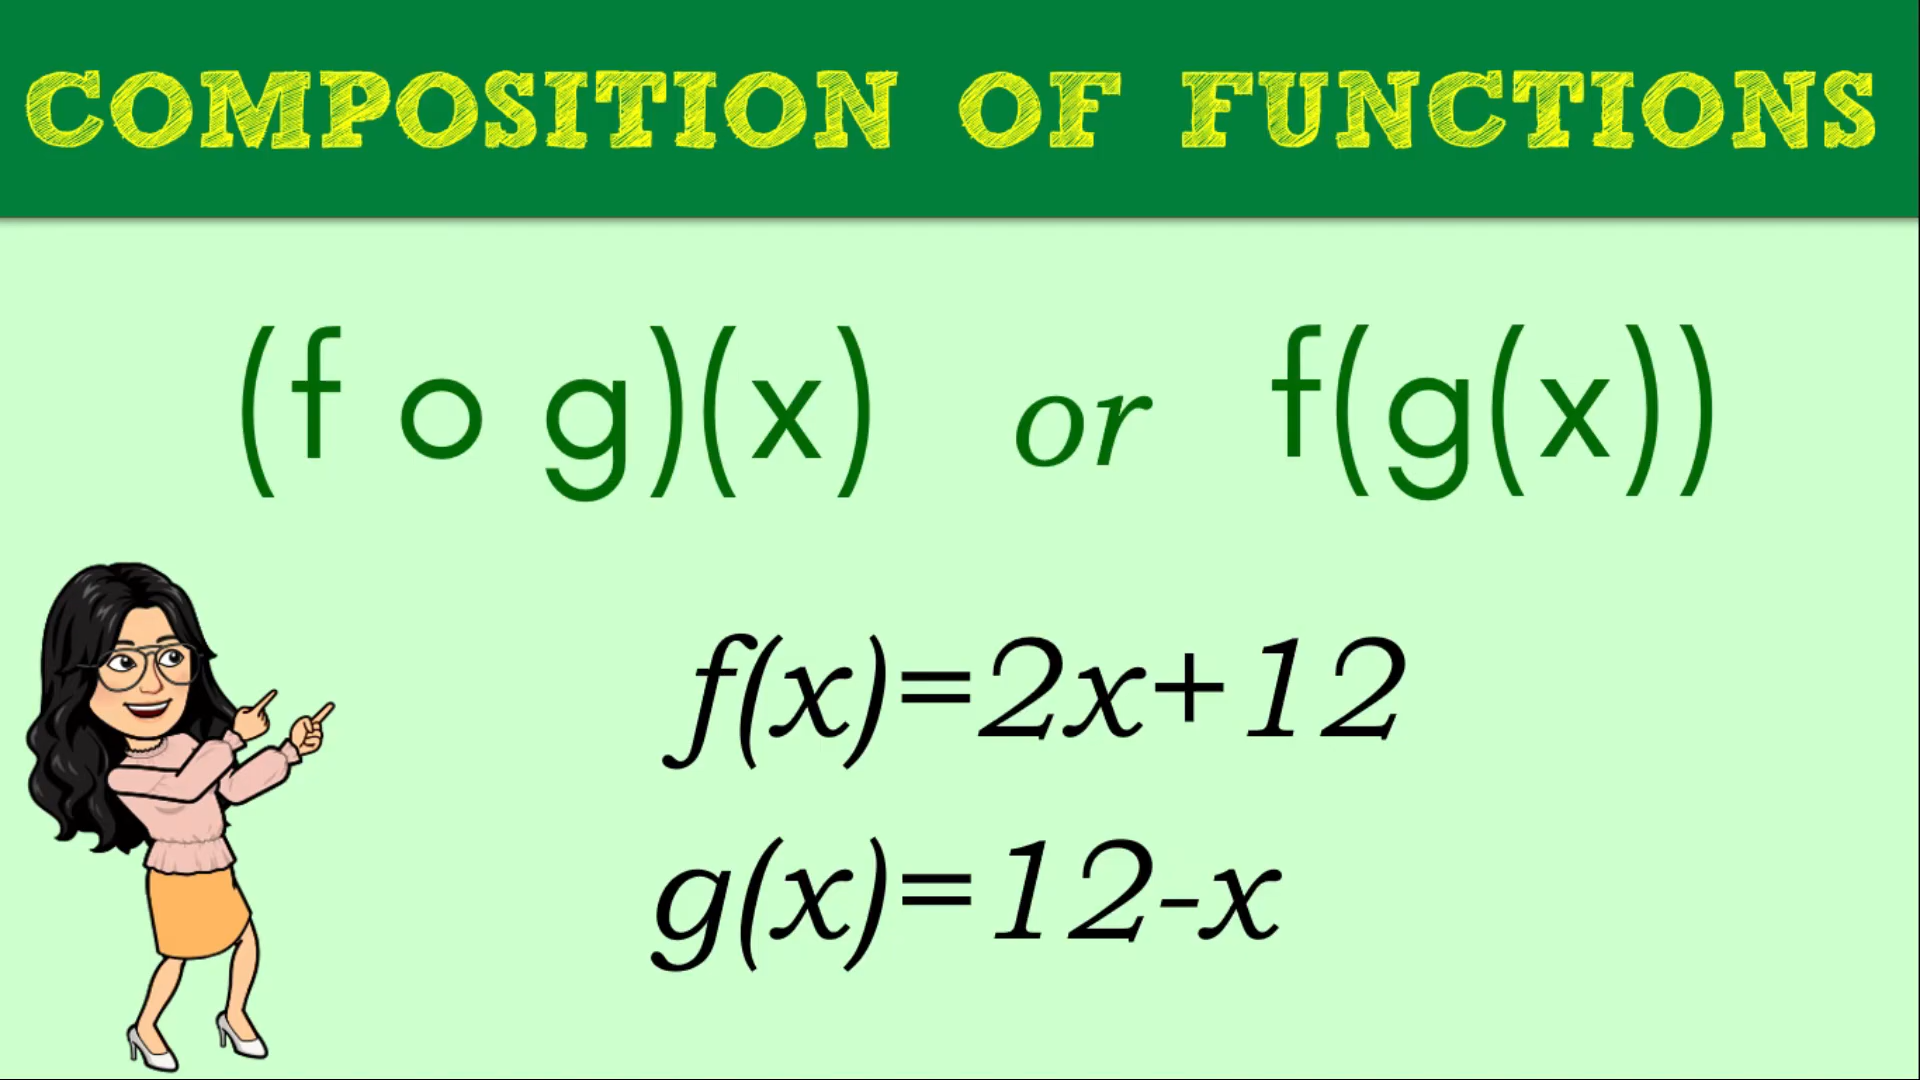 COMPOSITION OF FUNCTIONS
(f o g)(x) or f(g(x))
f(x)=2x+12
g(x)=12-x